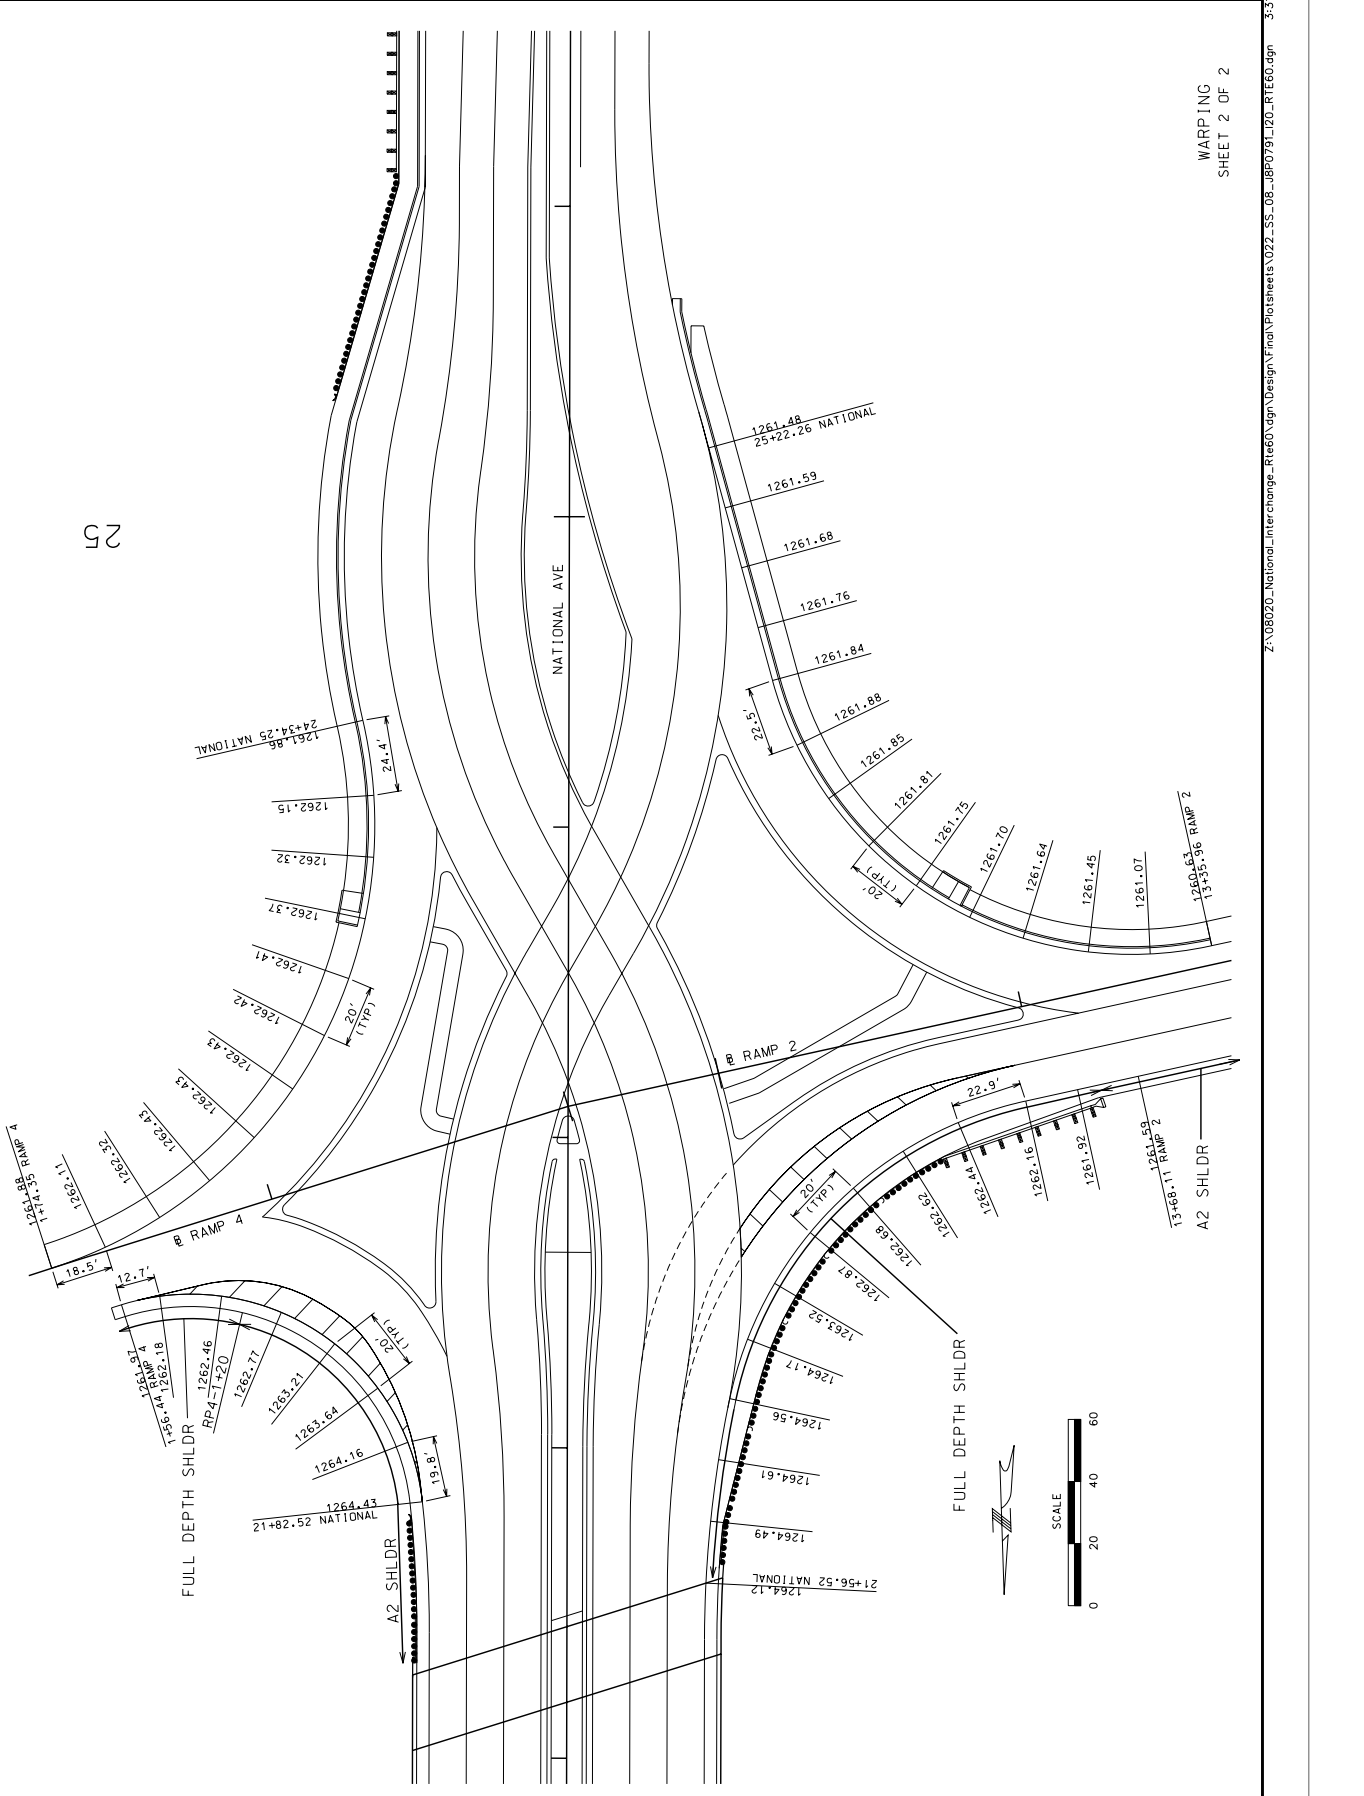 Z:\08020_National_Interchange_Rte60\dgn\Design\Final\Plotsheets\022_SS_08_J8P0791_I20_RTE60.dgn
3:3
WARPING
SHEET 2 OF 2
25
NATIONAL AVE
1261.48
25+22.26 NATIONAL
1261.59
1261.68
1261.76
1261.84
22.5'
1261.88
1261.85
1261.81
1261.75
20'
(TYP)
1261.70
1261.64
1261.45
1261.07
1260.63
13+35.96 RAMP 2
24+34.25 NATIONAL
1261.86
24.4'
1262.15
1262.32
1262.37
1262.41
20'
(TYP)
1262.42
1262.43
1262.43
1262.43
1262.32
1262.11
1261.88
1+74.35 RAMP 4
18.5'
℄ RAMP 4
℄ RAMP 2
12.7'
1261.97
1+56.44 RAMP 4
1262.18
1262.46
RP4-1+20
1262.77
1263.21
1263.64
20'
(TYP)
1264.16
19.8'
1264.43
21+82.52 NATIONAL
FULL DEPTH SHLDR
A2 SHLDR
22.9'
1261.59
13+68.11 RAMP 2
A2 SHLDR
1261.92
1262.16
1262.44
1262.62
20'
(TYP)
1262.68
1262.87
1263.52
1264.17
1264.56
1264.61
1264.49
21+56.52 NATIONAL
1264.12
FULL DEPTH SHLDR
SCALE
0 20 40 60